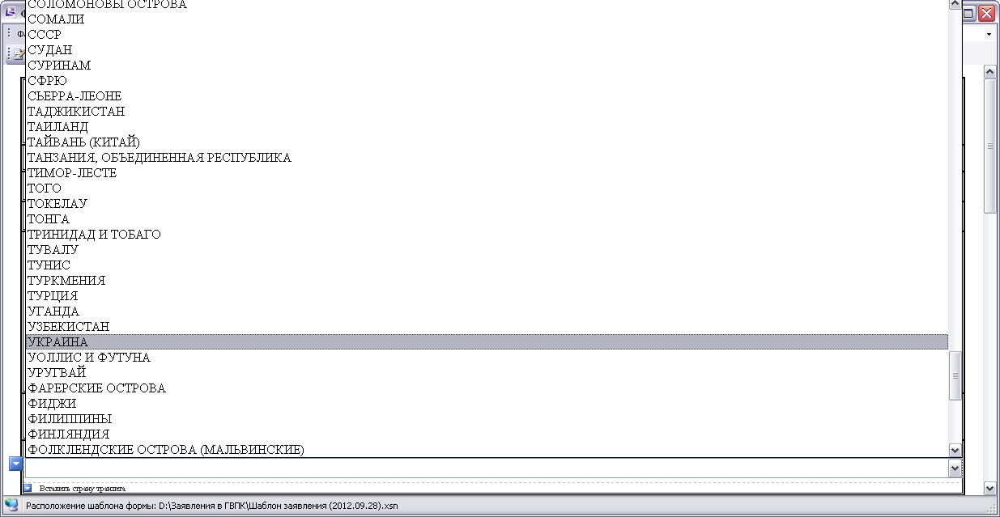 СОЛОМОНОВЫ ОСТРОВА
СОМАЛИ
СССР
СУДАН
СУРИНАМ
СФРЮ
СЬЕРРА-ЛЕОНЕ
ТАДЖИКИСТАН
ТАИЛАНД
ТАЙВАНЬ (КИТАЙ)
ТАНЗАНИЯ, ОБЪЕДИНЕННАЯ РЕСПУБЛИКА
ТИМОР-ЛЕСТЕ
ТОГО
ТОКЕЛАУ
ТОНГА
ТРИНИДАД И ТОБАГО
ТУВАЛУ
ТУНИС
ТУРКМЕНИЯ
ТУРЦИЯ
УГАНДА
УЗБЕКИСТАН
УКРАИНА
УОЛЛИС И ФУТУНА
УРУГВАЙ
ФАРЕРСКИЕ ОСТРОВА
ФИДЖИ
ФИЛИППИНЫ
ФИНЛЯНДИЯ
ФОЛКЛЕНДСКИЕ ОСТРОВА (МАЛЬВИНСКИЕ)
Вставить страну транзита
Расположение шаблона формы: D:\Заявления в ГВПК\Шаблон заявления (2012.09.28).xsn